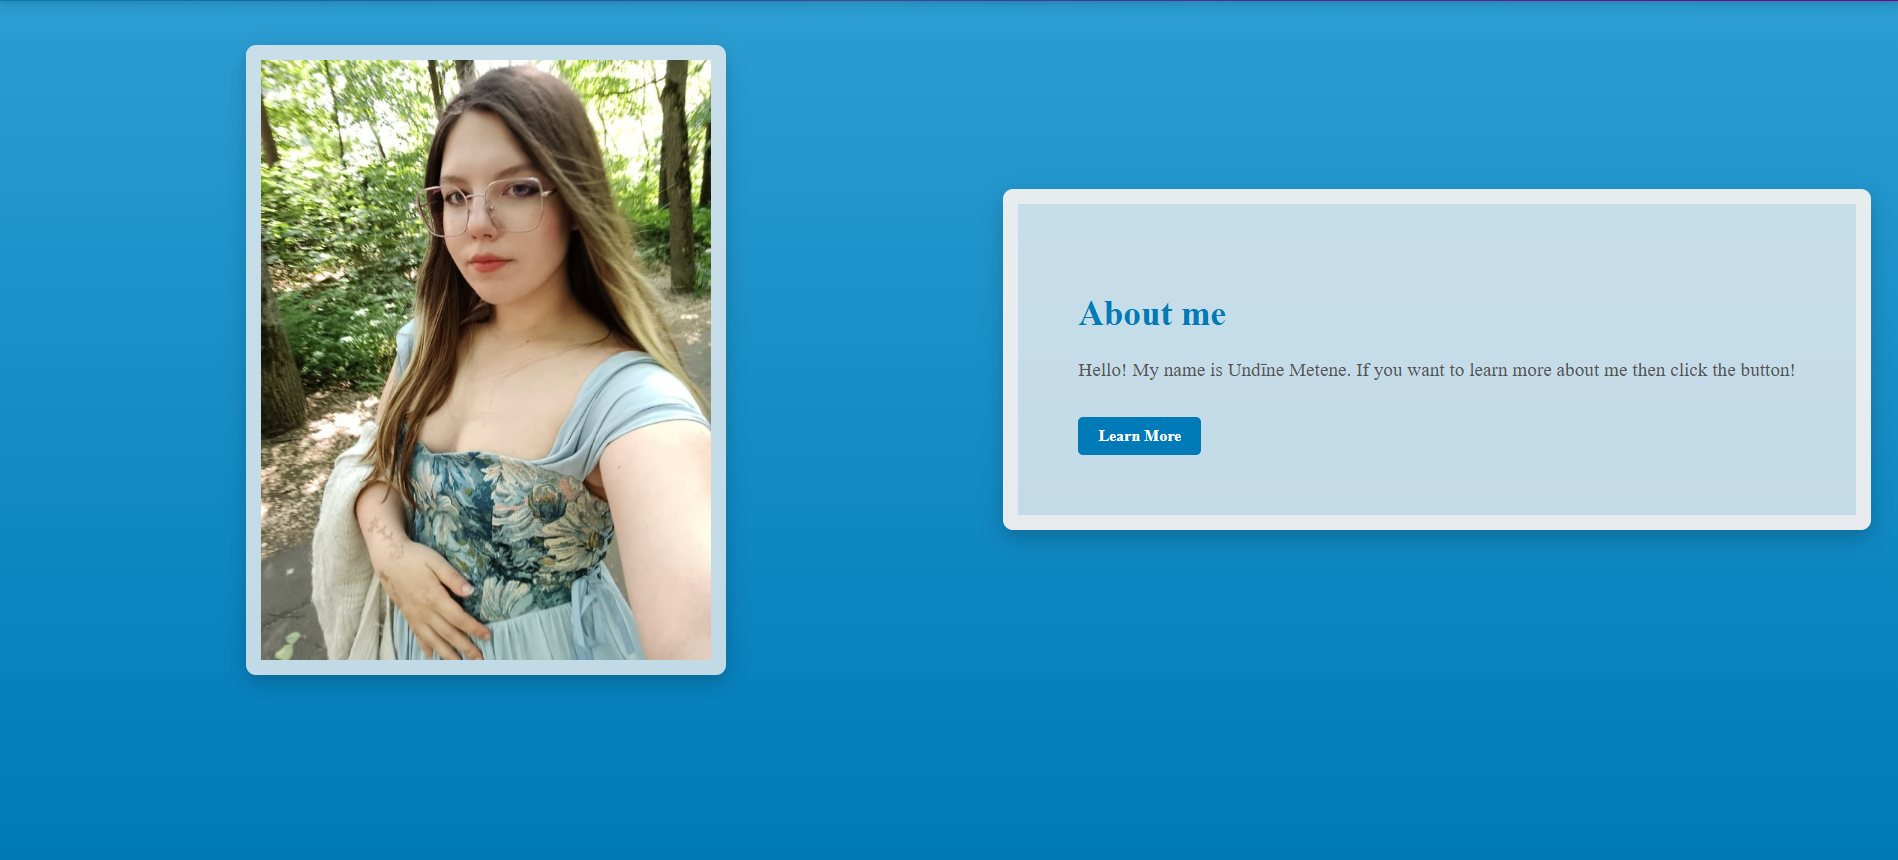 About me
Hello! My name is Undīne Metene. If you want to learn more about me then click the button!
Learn More